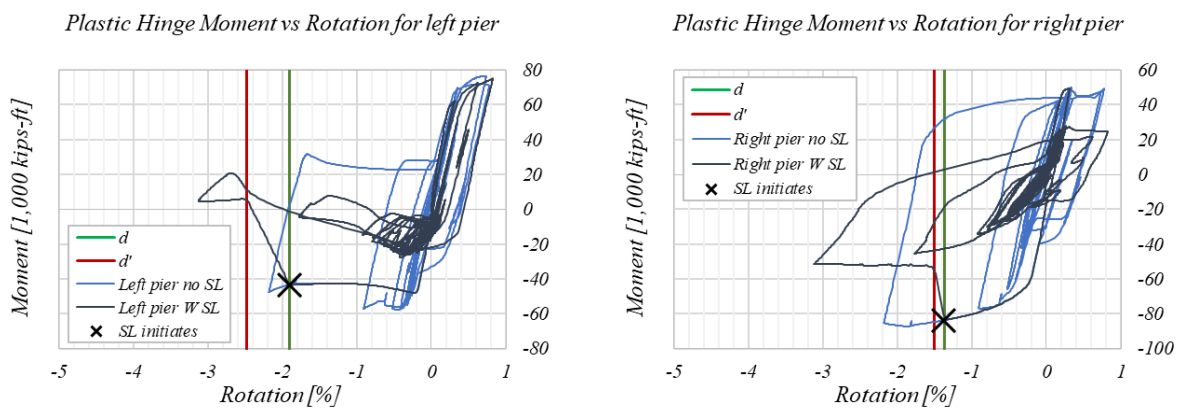 Plastic Hinge Moment vs Rotation for left pier
Moment [1,000 kips-ft]
80
60
40
20
0
-20
-40
-60
-80
d
d'
Left pier no SL
Left pier W SL
SL initiates
-5 -4 -3 -2 -1 0 1
Rotation [%]
Plastic Hinge Moment vs Rotation for right pier
Moment [1,000 kips-ft]
60
40
20
0
-20
-40
-60
-80
-100
d
d'
Right pier no SL
Right pier W SL
SL initiates
-5 -4 -3 -2 -1 0 1
Rotation [%]